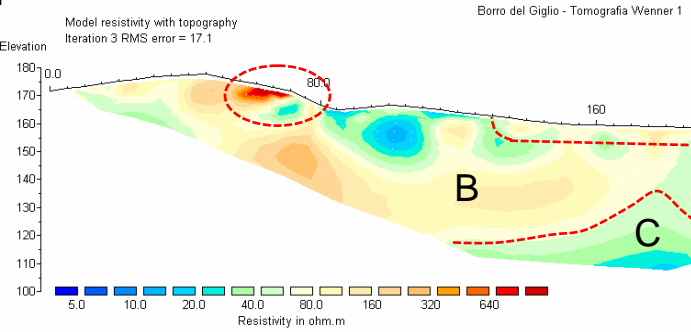 Borro del Giglio - Tomografia Wenner 1
Model resistivity with topography
Iteration 3 RMS error = 17.1
Elevation
180
170
160
150
140
130
120
110
100
0.0
80.0
160
B
C
5.0 10.0 20.0 40.0 80.0 160 320 640
Resistivity in ohm.m